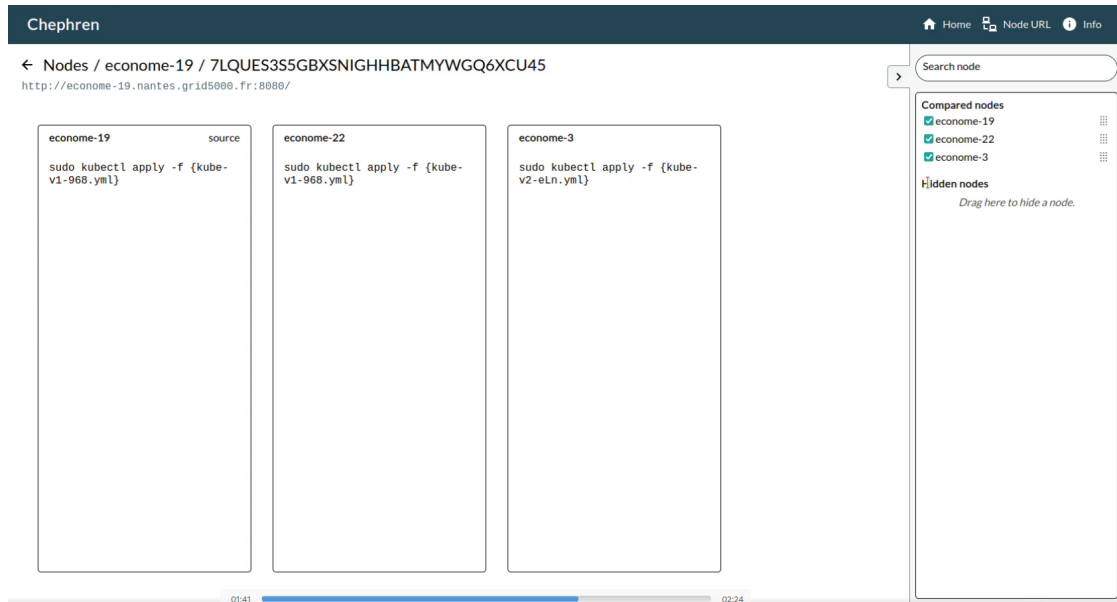 Chephren
Home Node URL Info
← Nodes / econome-19 / 7LQUES3S5GBXSNIGHHBATMYWGQ6XCU45
http://econome-19.nantes.grid5000.fr:8080/
econome-19 source
sudo kubectl apply -f {kube-
v1-968.yml}
econome-22
sudo kubectl apply -f {kube-
v1-968.yml}
econome-3
sudo kubectl apply -f {kube-
v2-eLn.yml}
Search node
Compared nodes
econome-19
econome-22
econome-3
Hidden nodes
Drag here to hide a node.
01:41 02:24